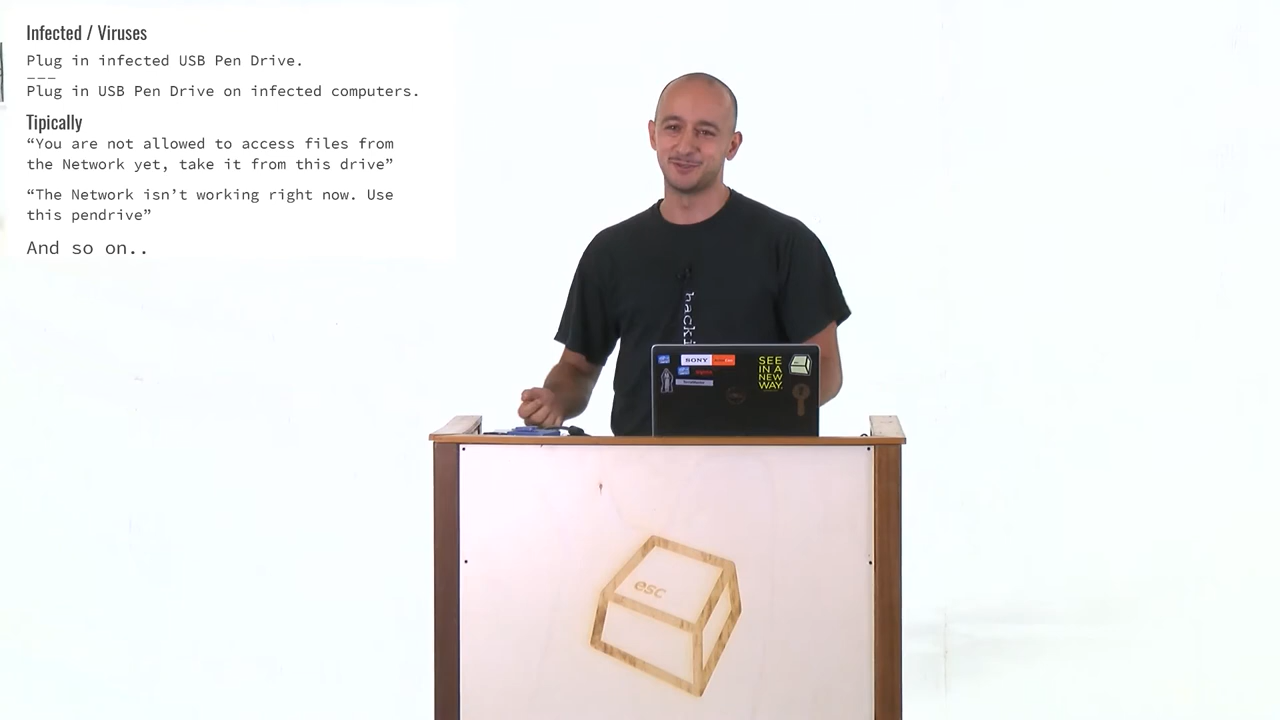 Infected / Viruses
Plug in infected USB Pen Drive.
———
Plug in USB Pen Drive on infected computers.
Tipically
“You are not allowed to access files from
the Network yet, take it from this drive”
“The Network isn’t working right now. Use
this pendrive”
And so on..
hacki
SONY
SEE
IN A
NEW
WAY.
esc